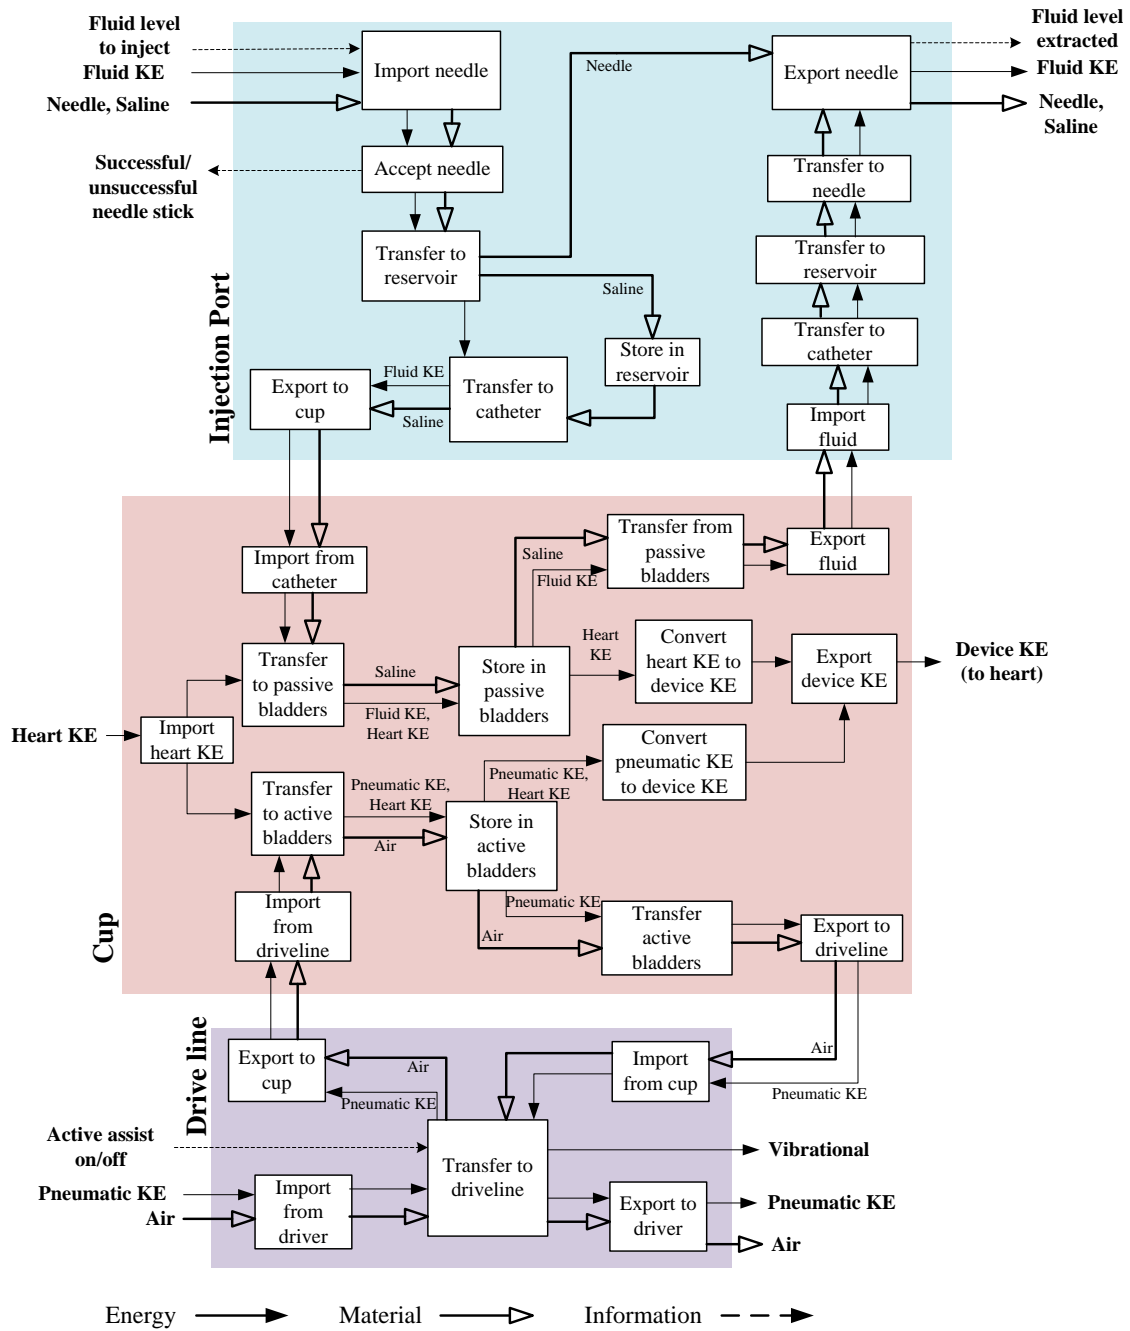 Fluid level
to inject
Fluid KE
Needle, Saline
Import needle
Needle
Export needle
Fluid level
extracted
Fluid KE
Needle,
Saline
Successful/
unsuccessful
needle stick
Accept needle
Transfer to
needle
Transfer to
reservoir
Transfer to
reservoir
Saline
Injection Port
Store in
reservoir
Transfer to
catheter
Export to
cup
Fluid KE
Saline
Transfer to
catheter
Import
fluid
Import from
catheter
Saline
Fluid KE
Transfer from
passive
bladders
Export
fluid
Transfer
to passive
bladders
Saline
Fluid KE,
Heart KE
Store in
passive
bladders
Heart
KE
Convert
heart KE to
device KE
Export
device KE
Device KE
(to heart)
Heart KE
Import
heart KE
Transfer
to active
bladders
Pneumatic KE,
Heart KE
Air
Pneumatic KE,
Heart KE
Convert
pneumatic KE
to device KE
Store in
active
bladders
Cup
Import
from
driveline
Pneumatic KE
Air
Transfer
active
bladders
Export to
driveline
Drive line
Export to
cup
Air
Pneumatic KE
Import
from cup
Air
Pneumatic KE
Active assist
on/off
Transfer to
driveline
Vibrational
Pneumatic KE
Air
Import
from
driver
Export to
driver
Pneumatic KE
Air
Energy
Material
Information